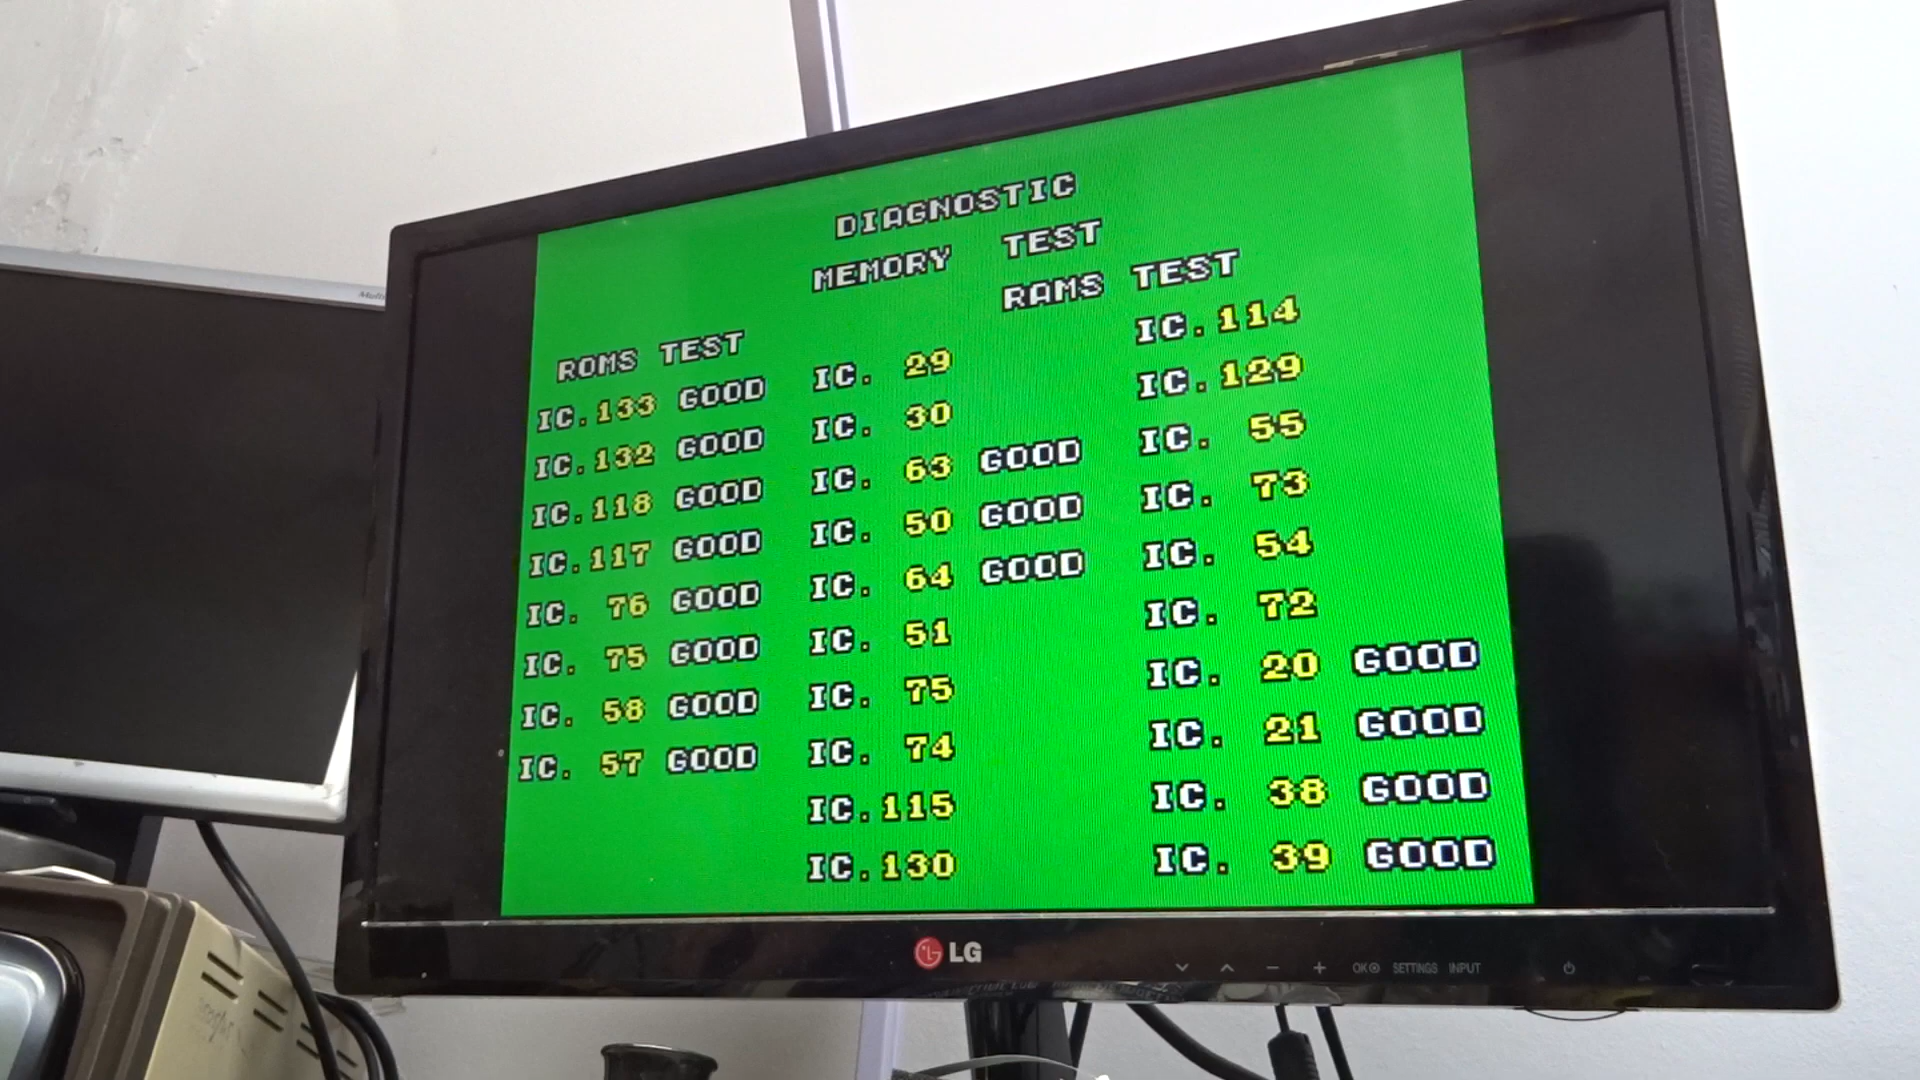 DIAGNOSTIC
MEMORY TEST
RAMS TEST
ROMS TEST
IC.133 GOOD
IC.132 GOOD
IC.118 GOOD
IC.117 GOOD
IC. 76 GOOD
IC. 75 GOOD
IC. 58 GOOD
IC. 57 GOOD
IC. 29
IC. 30
IC. 63 GOOD
IC. 50 GOOD
IC. 64 GOOD
IC. 51
IC. 75
IC. 74
IC.115
IC.130
IC.114
IC.129
IC. 55
IC. 73
IC. 54
IC. 72
IC. 20 GOOD
IC. 21 GOOD
IC. 38 GOOD
IC. 39 GOOD
LG
OK SETTINGS INPUT